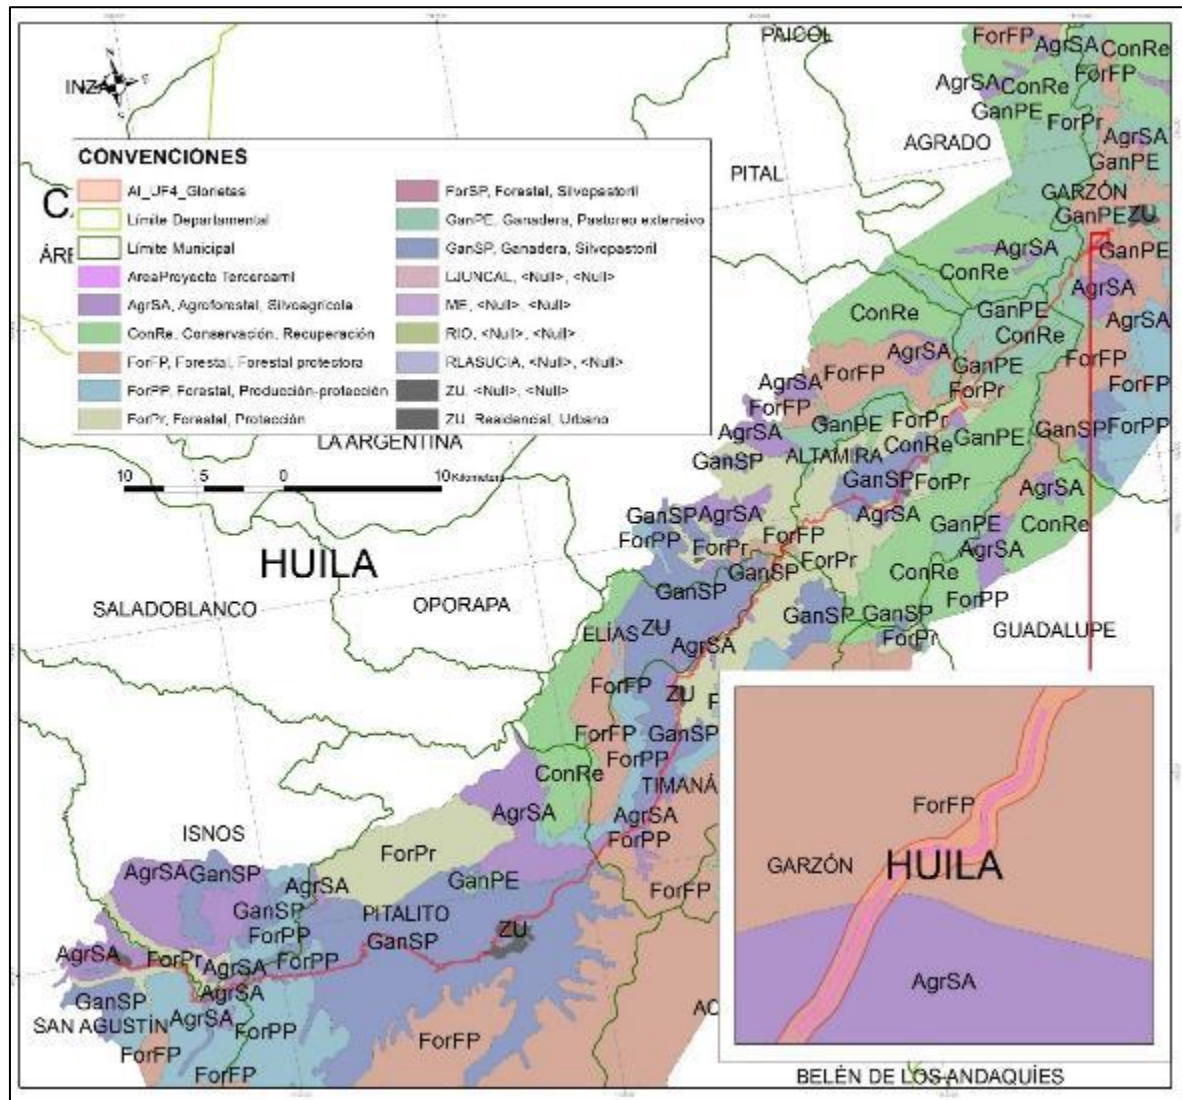 PAICOL
ForFP
AgrSA
ConRe
ForFP
INZA
AgrSA
ConRe
GanPE
ForPr
AGRADO
AgrSA
GanPE
PITAL
GARZÓN
GanPE
ZU
GanPE
AgrSA
ConRe
AgrSA
GanPE
ConRe
AgrSA
ConRe
CONVENCIONES
AI_UF4_Glorietas
Límite Departamental
Límite Municipal
AreaProyecto Tercercarril
AgrSA, Agroforestal, Silvoagrícola
ConRe, Conservación, Recuperación
ForFP, Forestal, Forestal protectora
ForPP, Forestal, Producción-protección
ForPr, Forestal, Protección
ForSP, Forestal, Silvopastoril
GanPE, Ganadera, Pastoreo extensivo
GanSP, Ganadera, Silvopastoril
LJUNCAL, <Null>, <Null>
ME, <Null>, <Null>
RIO, <Null>, <Null>
RLASUCIA, <Null>, <Null>
ZU, <Null>, <Null>
ZU, Residencial, Urbano
AgrSA
ForFP
GanPE
ForPr
ForFP
ForPP
AgrSA
ForFP
AgrSA
GanPE
ForPr
ConRe
GanPE
GanSP
ForPP
LA ARGENTINA
GanSP
ALTAMIRA
GanSP
ForPr
AgrSA
10 5 0 10 Kilometers
GanSP
AgrSA
AgrSA
GanPE
ConRe
ForPP
ForPr
ForFP
ForPr
AgrSA
HUILA
GanSP
GanSP
ConRe
ForPP
SALADOBLANCO
OPORAPA
GanSP
GanSP
ForPr
GUADALUPE
ELÍAS
ZU
AgrSA
ForFP
ZU
ForFP
GanSP
ForPP
ConRe
TIMANÁ
AgrSA
AgrSA
ForPP
ISNOS
ForPr
AgrSA
GanSP
AgrSA
GanPE
ForFP
GanSP
PITALITO
ForPP
GanSP
ZU
AgrSA
ForPr
AgrSA
ForPP
AgrSA
GanSP
SAN AGUSTÍN
AgrSA
ForPP
ForFP
ForFP
ForPP
ForFP
GARZÓN
HUILA
AgrSA
BELÉN DE LOS ANDAQUÍES